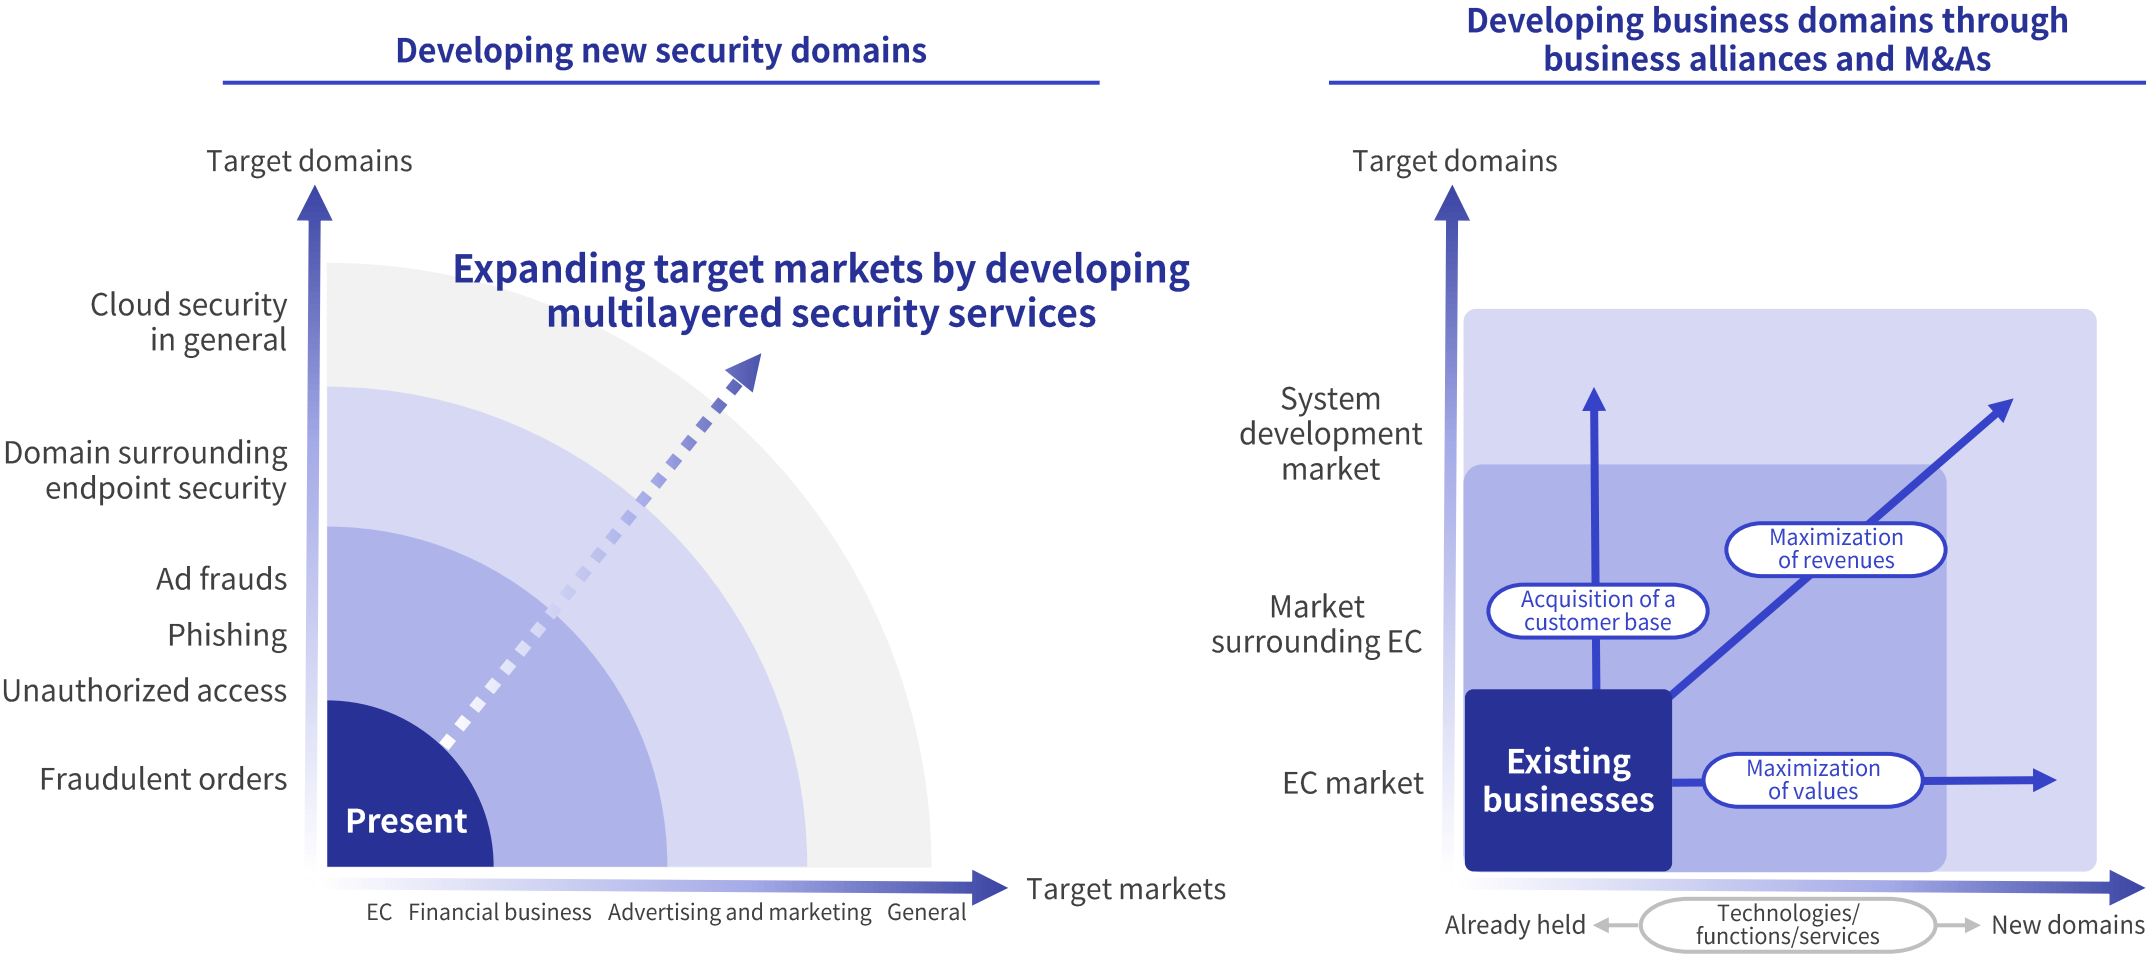 Developing new security domains
Target domains
Expanding target markets by developing
multilayered security services
Cloud security
in general
Domain surrounding
endpoint security
Ad frauds
Phishing
Unauthorized access
Fraudulent orders
Present
Target markets
EC
Financial business
Advertising and marketing
General
Developing business domains through
business alliances and M&As
Target domains
System
development
market
Market
surrounding EC
EC market
Maximization
of revenues
Acquisition of a
customer base
Existing
businesses
Maximization
of values
Already held
Technologies/
functions/services
New domains